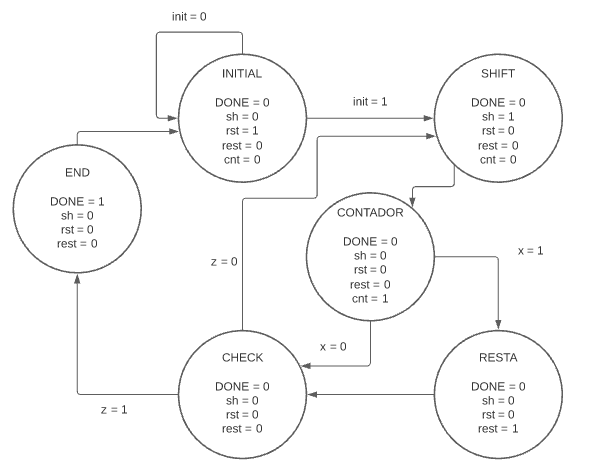 init = 0
INITIAL
DONE = 0
sh = 0
rst = 1
rest = 0
cnt = 0
init = 1
SHIFT
DONE = 0
sh = 1
rst = 0
rest = 0
cnt = 0
END
DONE = 1
sh = 0
rst = 0
rest = 0
CONTADOR
DONE = 0
sh = 0
rst = 0
rest = 0
cnt = 1
x = 1
z = 0
x = 0
CHECK
DONE = 0
sh = 0
rst = 0
rest = 0
RESTA
DONE = 0
sh = 0
rst = 0
rest = 1
z = 1